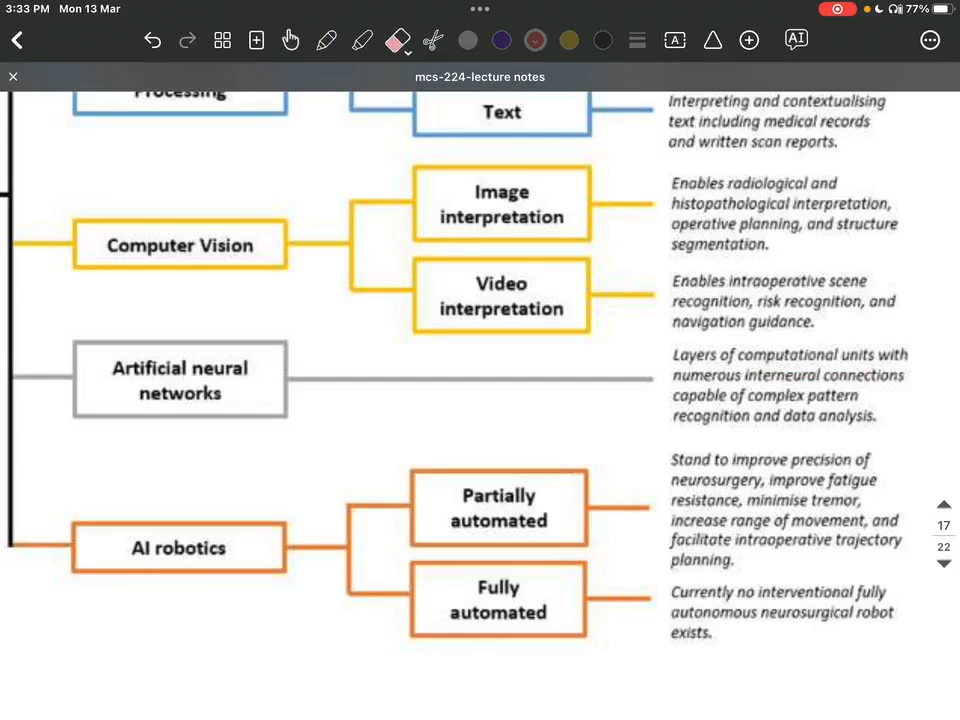 3:33 PM Mon 13 Mar
77%
A
AI
mcs-224-lecture notes
Processing
Text
Interpreting and contextualising
text including medical records
and written scan reports.
Computer Vision
Image
interpretation
Enables radiological and
histopathological interpretation,
operative planning, and structure
segmentation.
Video
interpretation
Enables intraoperative scene
recognition, risk recognition, and
navigation guidance.
Artificial neural
networks
Layers of computational units with
numerous interneural connections
capable of complex pattern
recognition and data analysis.
AI robotics
Partially
automated
Stand to improve precision of
neurosurgery, improve fatigue
resistance, minimise tremor,
increase range of movement, and
facilitate intraoperative trajectory
planning.
Fully
automated
Currently no interventional fully
autonomous neurosurgical robot
exists.
17
22